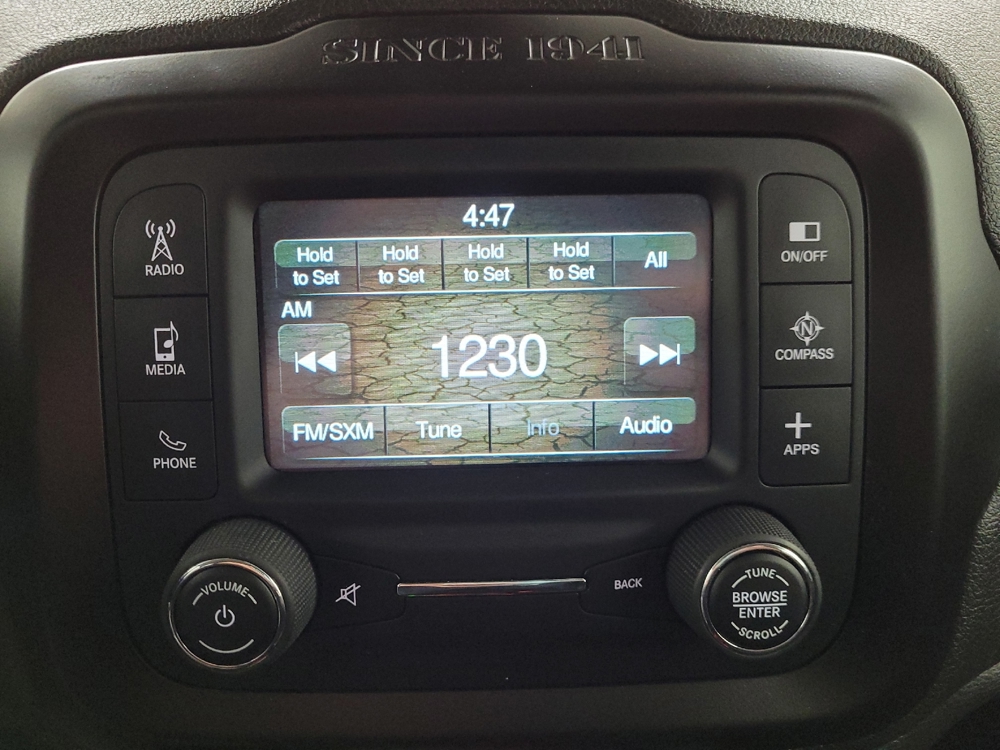 SINCE 1941
4:47
Hold to Set
Hold to Set
Hold to Set
Hold to Set
All
AM
1230
FM/SXM
Tune
Info
Audio
RADIO
MEDIA
PHONE
ON/OFF
N
COMPASS
APPS
VOLUME
BACK
TUNE
BROWSE
ENTER
SCROLL